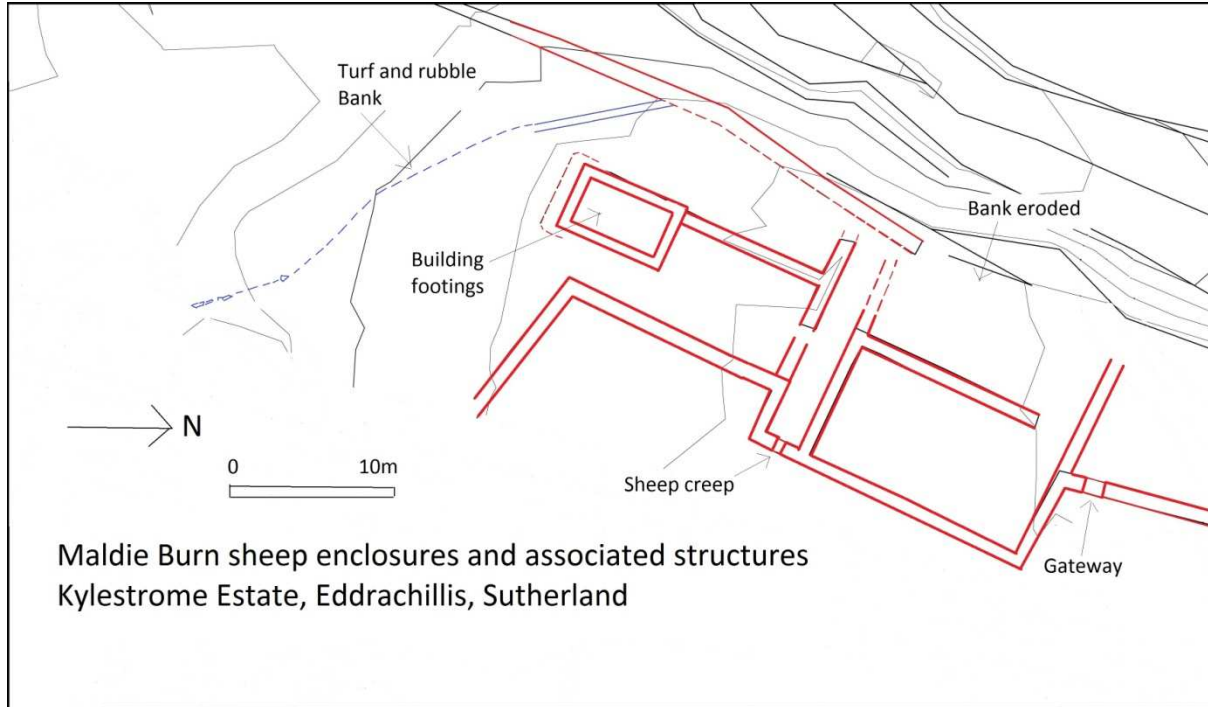 Turf and rubble
Bank
Bank eroded
Building
footings
N
0 10m
Sheep creep
Gateway
Maldie Burn sheep enclosures and associated structures
Kylestrome Estate, Eddrachillis, Sutherland